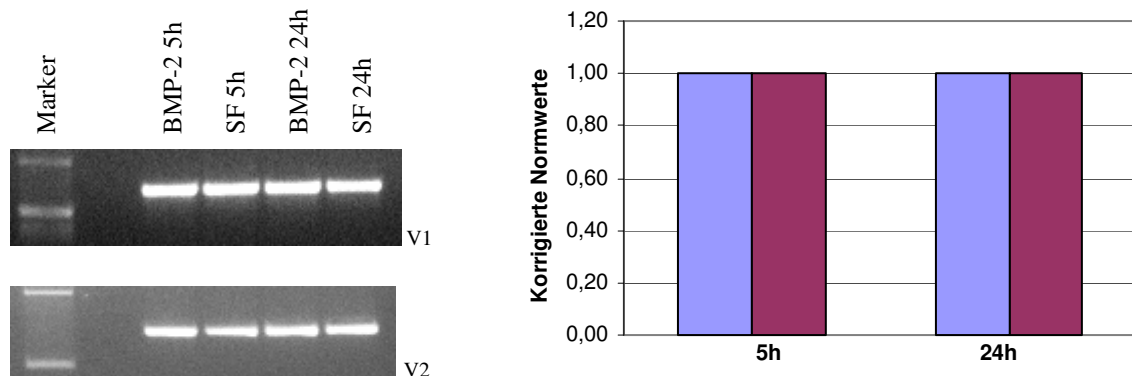 Marker
BMP-2 5h
SF 5h
BMP-2 24h
SF 24h
V1
V2
Korrigierte Normwerte
1,20
1,00
0,80
0,60
0,40
0,20
0,00
5h
24h